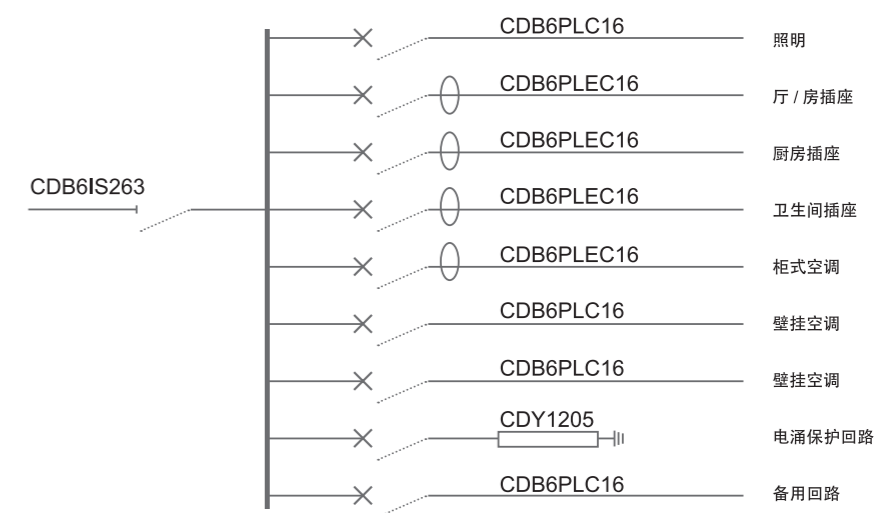 CDB6PLC16 照明
CDB6PLEC16 厅 / 房插座
CDB6PLEC16 厨房插座
CDB6IS263
CDB6PLEC16 卫生间插座
CDB6PLEC16 柜式空调
CDB6PLC16 壁挂空调
CDB6PLC16 壁挂空调
CDY1205 电涌保护回路
CDB6PLC16 备用回路